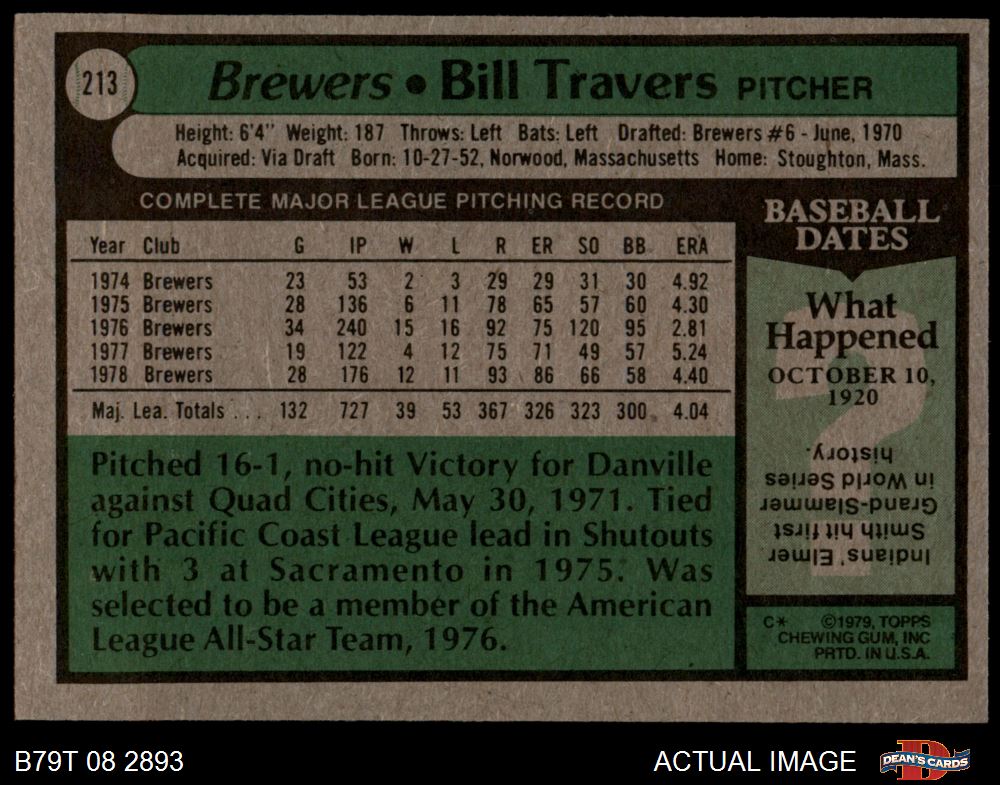 213
Brewers • Bill Travers PITCHER
Height: 6'4" Weight: 187 Throws: Left Bats: Left Drafted: Brewers #6 - June, 1970
Acquired: Via Draft Born: 10-27-52, Norwood, Massachusetts Home: Stoughton, Mass.
COMPLETE MAJOR LEAGUE PITCHING RECORD
Year Club G IP W L R ER SO BB ERA
1974 Brewers 23 53 2 3 29 29 31 30 4.92
1975 Brewers 28 136 6 11 78 65 57 60 4.30
1976 Brewers 34 240 15 16 92 75 120 95 2.81
1977 Brewers 19 122 4 12 75 71 49 57 5.24
1978 Brewers 28 176 12 11 93 86 66 58 4.40
Maj. Lea. Totals . . . 132 727 39 53 367 326 323 300 4.04
Pitched 16-1, no-hit Victory for Danville
against Quad Cities, May 30, 1971. Tied
for Pacific Coast League lead in Shutouts
with 3 at Sacramento in 1975. Was
selected to be a member of the American
League All-Star Team, 1976.
BASEBALL
DATES
What
Happened
OCTOBER 10,
1920
?
Indians' Elmer
Smith hit first
Grand-Slammer
in World Series
history.
C* ©1979, TOPPS
CHEWING GUM, INC
PRTD. IN U.S.A.
B79T 08 2893
ACTUAL IMAGE
D
DEAN'S CARDS